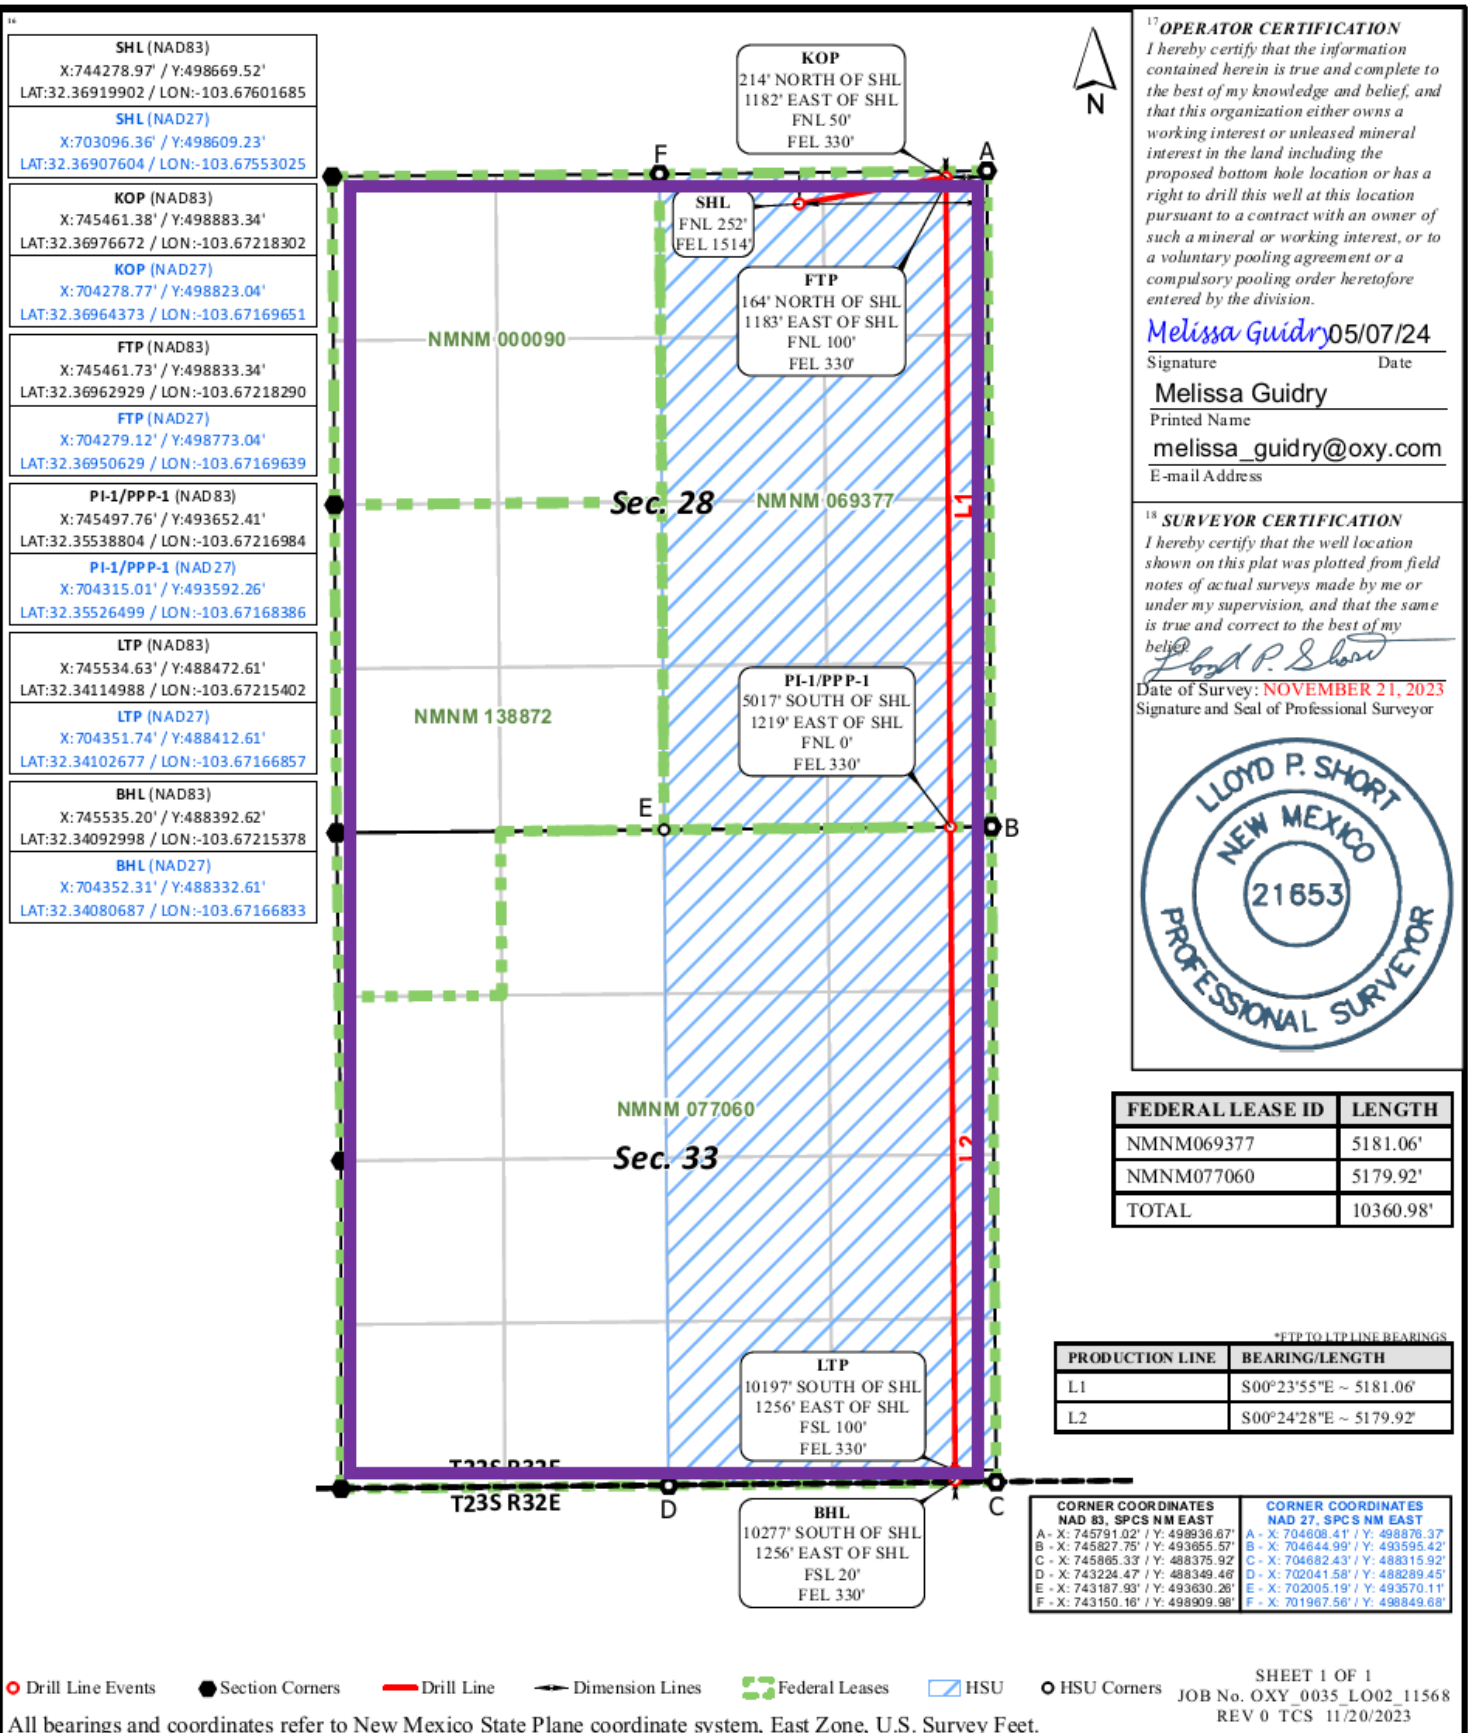 16
SHL (NAD83)
X:744278.97' / Y:498669.52'
LAT:32.36919902 / LON:-103.67601685
SHL (NAD27)
X:703096.36' / Y:498609.23'
LAT:32.36907604 / LON:-103.67553025
KOP (NAD83)
X:745461.38' / Y:498883.34'
LAT:32.36976672 / LON:-103.67218302
KOP (NAD27)
X:704278.77' / Y:498823.04'
LAT:32.36964373 / LON:-103.67169651
FTP (NAD83)
X:745461.73' / Y:498833.34'
LAT:32.36962929 / LON:-103.67218290
FTP (NAD27)
X:704279.12' / Y:498773.04'
LAT:32.36950629 / LON:-103.67169639
PI-1/PPP-1 (NAD83)
X:745497.76' / Y:493652.41'
LAT:32.35538804 / LON:-103.67216984
PI-1/PPP-1 (NAD27)
X:704315.01' / Y:493592.26'
LAT:32.35526499 / LON:-103.67168386
LTP (NAD83)
X:745534.63' / Y:488472.61'
LAT:32.34114988 / LON:-103.67215402
LTP (NAD27)
X:704351.74' / Y:488412.61'
LAT:32.34102677 / LON:-103.67166857
BHL (NAD83)
X:745535.20' / Y:488392.62'
LAT:32.34092998 / LON:-103.67215378
BHL (NAD27)
X:704352.31' / Y:488332.61'
LAT:32.34080687 / LON:-103.67166833
KOP
214' NORTH OF SHL
1182' EAST OF SHL
FNL 50'
FEL 330'
N
F
A
SHL
FNL 252'
FEL 1514'
FTP
164' NORTH OF SHL
1183' EAST OF SHL
FNL 100'
FEL 330'
NMNM 000090
Sec. 28
NMNM 069377
L1
NMNM 138872
PI-1/PPP-1
5017' SOUTH OF SHL
1219' EAST OF SHL
FNL 0'
FEL 330'
E
B
NMNM 077060
Sec. 33
L2
LTP
10197' SOUTH OF SHL
1256' EAST OF SHL
FSL 100'
FEL 330'
T22S R32E
T23S R32E
D
C
BHL
10277' SOUTH OF SHL
1256' EAST OF SHL
FSL 20'
FEL 330'
17 OPERATOR CERTIFICATION
I hereby certify that the information
contained herein is true and complete to
the best of my knowledge and belief, and
that this organization either owns a
working interest or unleased mineral
interest in the land including the
proposed bottom hole location or has a
right to drill this well at this location
pursuant to a contract with an owner of
such a mineral or working interest, or to
a voluntary pooling agreement or a
compulsory pooling order heretofore
entered by the division.
Melissa Guidry 05/07/24
Signature Date
Melissa Guidry
Printed Name
melissa_guidry@oxy.com
E-mail Address
18 SURVEYOR CERTIFICATION
I hereby certify that the well location
shown on this plat was plotted from field
notes of actual surveys made by me or
under my supervision, and that the same
is true and correct to the best of my
belief.
Lloyd P. Short
Date of Survey: NOVEMBER 21, 2023
Signature and Seal of Professional Surveyor
LLOYD P. SHORT
NEW MEXICO
21653
PROFESSIONAL SURVEYOR
FEDERAL LEASE ID LENGTH
NMNM069377 5181.06'
NMNM077060 5179.92'
TOTAL 10360.98'
*FTP TO LTP LINE BEARINGS
PRODUCTION LINE BEARING/LENGTH
L1 S00°23'55"E ~ 5181.06'
L2 S00°24'28"E ~ 5179.92'
CORNER COORDINATES
NAD 83, SPCS NM EAST
A - X: 745791.02' / Y: 498936.67'
B - X: 745827.75' / Y: 493655.57'
C - X: 745865.33' / Y: 488375.92'
D - X: 743224.47' / Y: 488349.46'
E - X: 743187.93' / Y: 493630.26'
F - X: 743150.16' / Y: 498909.98'
CORNER COORDINATES
NAD 27, SPCS NM EAST
A - X: 704608.41' / Y: 498876.37'
B - X: 704644.99' / Y: 493595.42'
C - X: 704682.43' / Y: 488315.92'
D - X: 702041.58' / Y: 488289.45'
E - X: 702005.19' / Y: 493570.11'
F - X: 701967.56' / Y: 498849.68'
Drill Line Events Section Corners Drill Line Dimension Lines Federal Leases HSU HSU Corners
SHEET 1 OF 1
JOB No. OXY_0035_LO02_11568
REV 0 TCS 11/20/2023
All bearings and coordinates refer to New Mexico State Plane coordinate system, East Zone, U.S. Survey Feet.